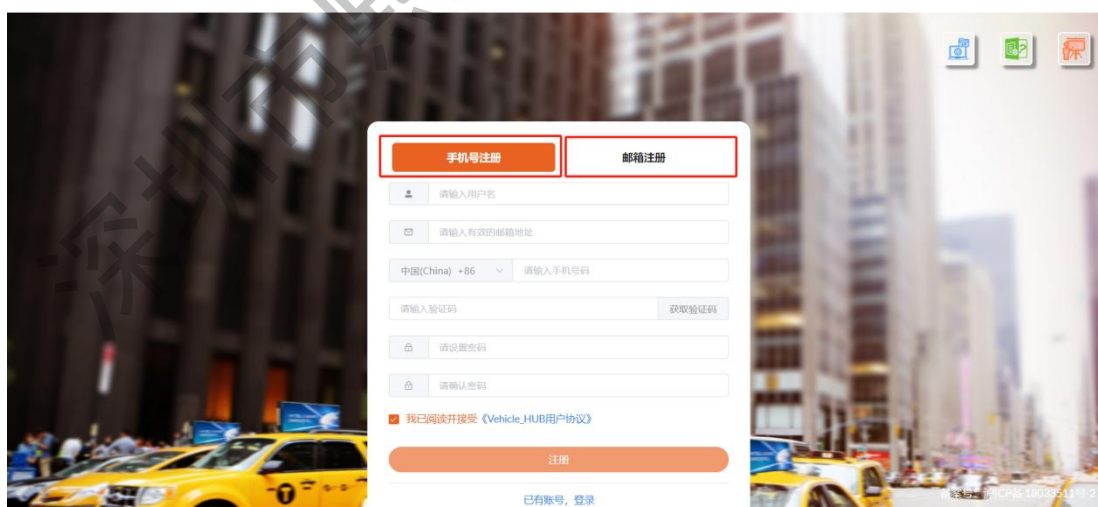 手机号注册
邮箱注册
请输入用户名
请输入有效的邮箱地址
中国(China) +86
请输入手机号码
请输入验证码
获取验证码
请设置密码
请确认密码
我已阅读并接受《Vehicle_HUB用户协议》
注册
已有账号，登录
深圳市